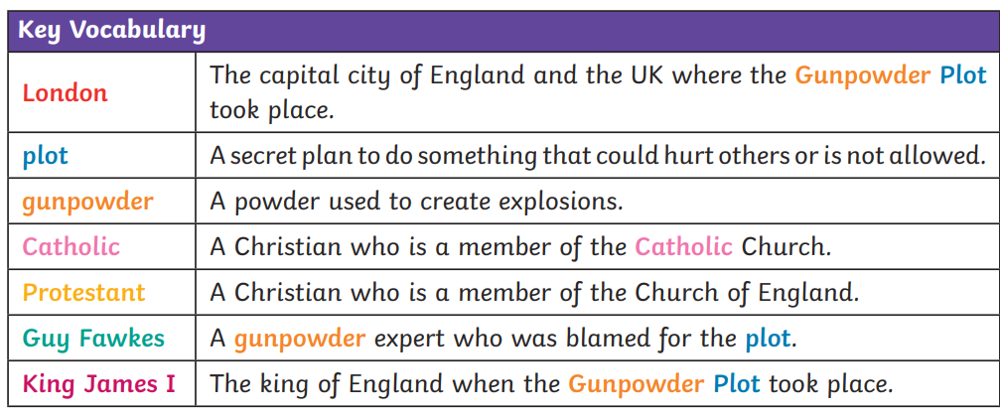 Key Vocabulary
London
The capital city of England and the UK where the Gunpowder Plot
took place.
plot
A secret plan to do something that could hurt others or is not allowed.
gunpowder
A powder used to create explosions.
Catholic
A Christian who is a member of the Catholic Church.
Protestant
A Christian who is a member of the Church of England.
Guy Fawkes
A gunpowder expert who was blamed for the plot.
King James I
The king of England when the Gunpowder Plot took place.